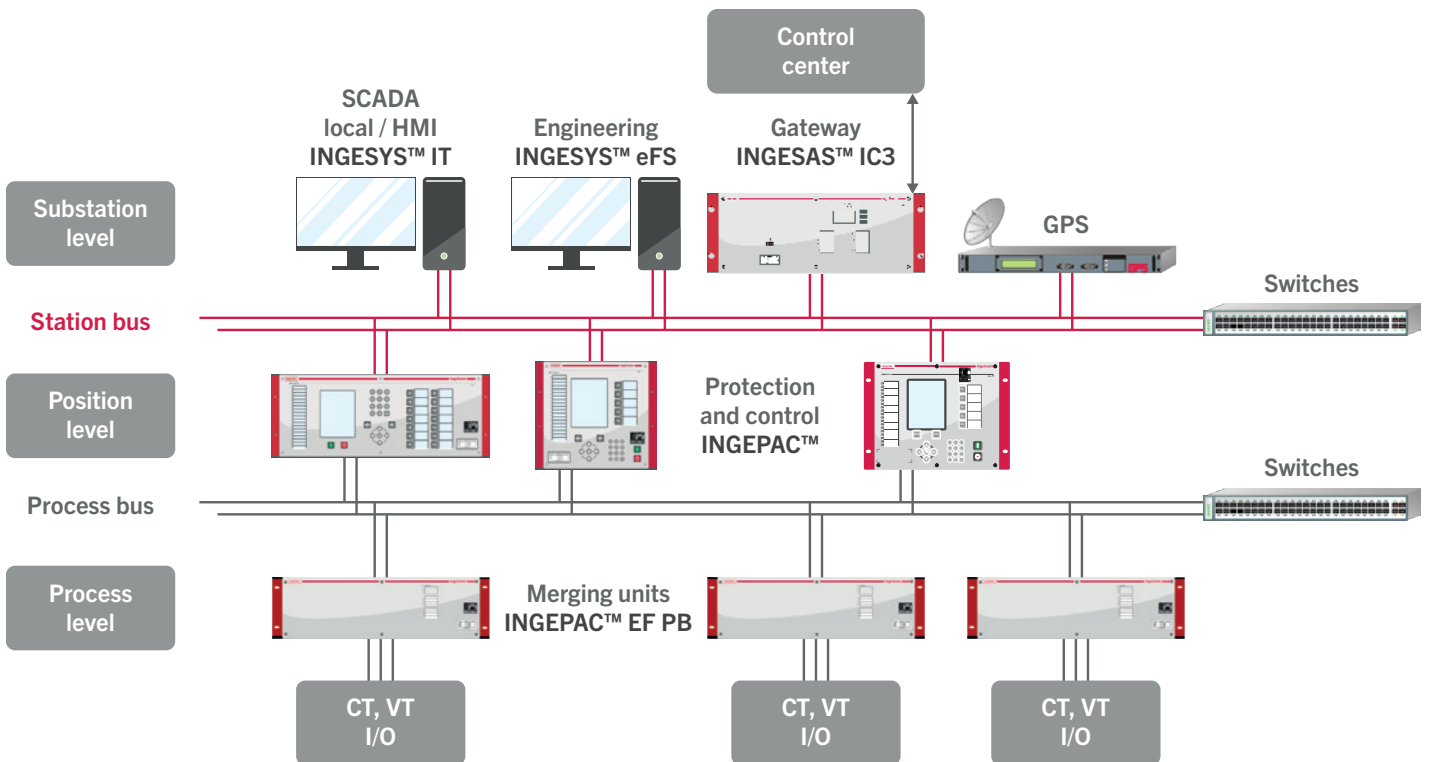 Control
center
SCADA
local / HMI
INGESYS™ IT
Engineering
INGESYS™ eFS
Gateway
INGESAS™ IC3
Substation
level
GPS
Station bus
Switches
Position
level
Protection
and control
INGEPAC™
Process bus
Switches
Process
level
Merging units
INGEPAC™ EF PB
CT, VT
I/O
CT, VT
I/O
CT, VT
I/O